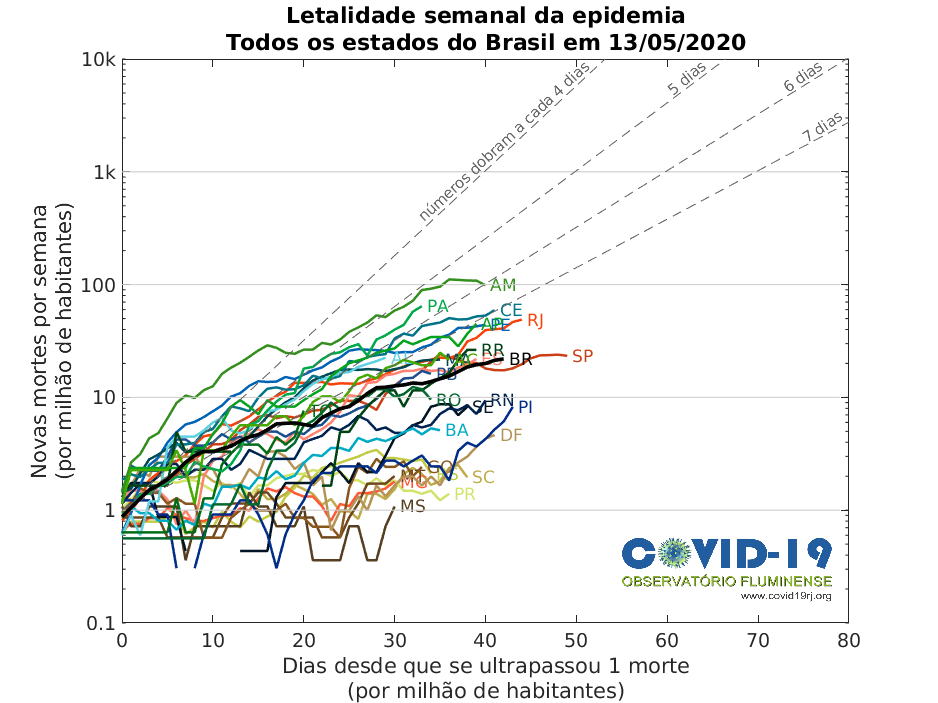 Letalidade semanal da epidemia
Todos os estados do Brasil em 13/05/2020
Novas mortes por semana
(por milhão de habitantes)
10k
1k
100
10
1
0.1
números dobram a cada 4 dias
5 dias
6 dias
7 dias
AM
PA
CE
PE
RJ
RR
BR
SP
PB
RO
SE
RN
PI
BA
DF
SC
MG
PR
MS
COVID-19
OBSERVATÓRIO FLUMINENSE
www.covid19rj.org
0 10 20 30 40 50 60 70 80
Dias desde que se ultrapassou 1 morte
(por milhão de habitantes)